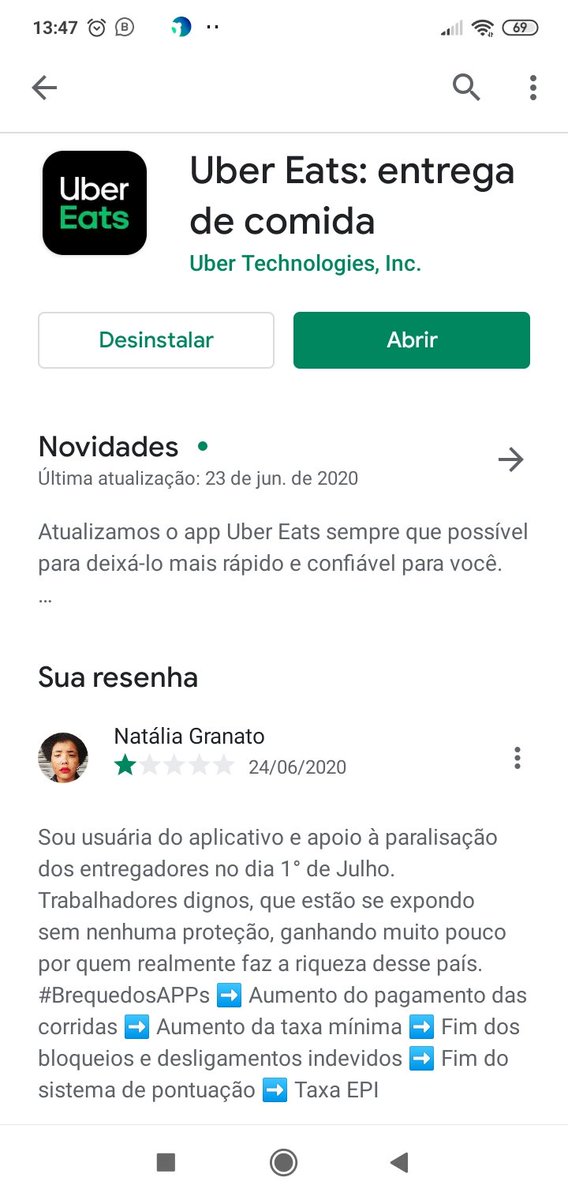 13:47
69
Uber
Eats
Uber Eats: entrega
de comida
Uber Technologies, Inc.
Desinstalar
Abrir
Novidades
Última atualização: 23 de jun. de 2020
Atualizamos o app Uber Eats sempre que possível
para deixá-lo mais rápido e confiável para você.
...
Sua resenha
Natália Granato
24/06/2020
Sou usuária do aplicativo e apoio à paralisação
dos entregadores no dia 1° de Julho.
Trabalhadores dignos, que estão se expondo
sem nenhuma proteção, ganhando muito pouco
por quem realmente faz a riqueza desse país.
#BrequedosAPPs ➡️ Aumento do pagamento das
corridas ➡️ Aumento da taxa mínima ➡️ Fim dos
bloqueios e desligamentos indevidos ➡️ Fim do
sistema de pontuação ➡️ Taxa EPI